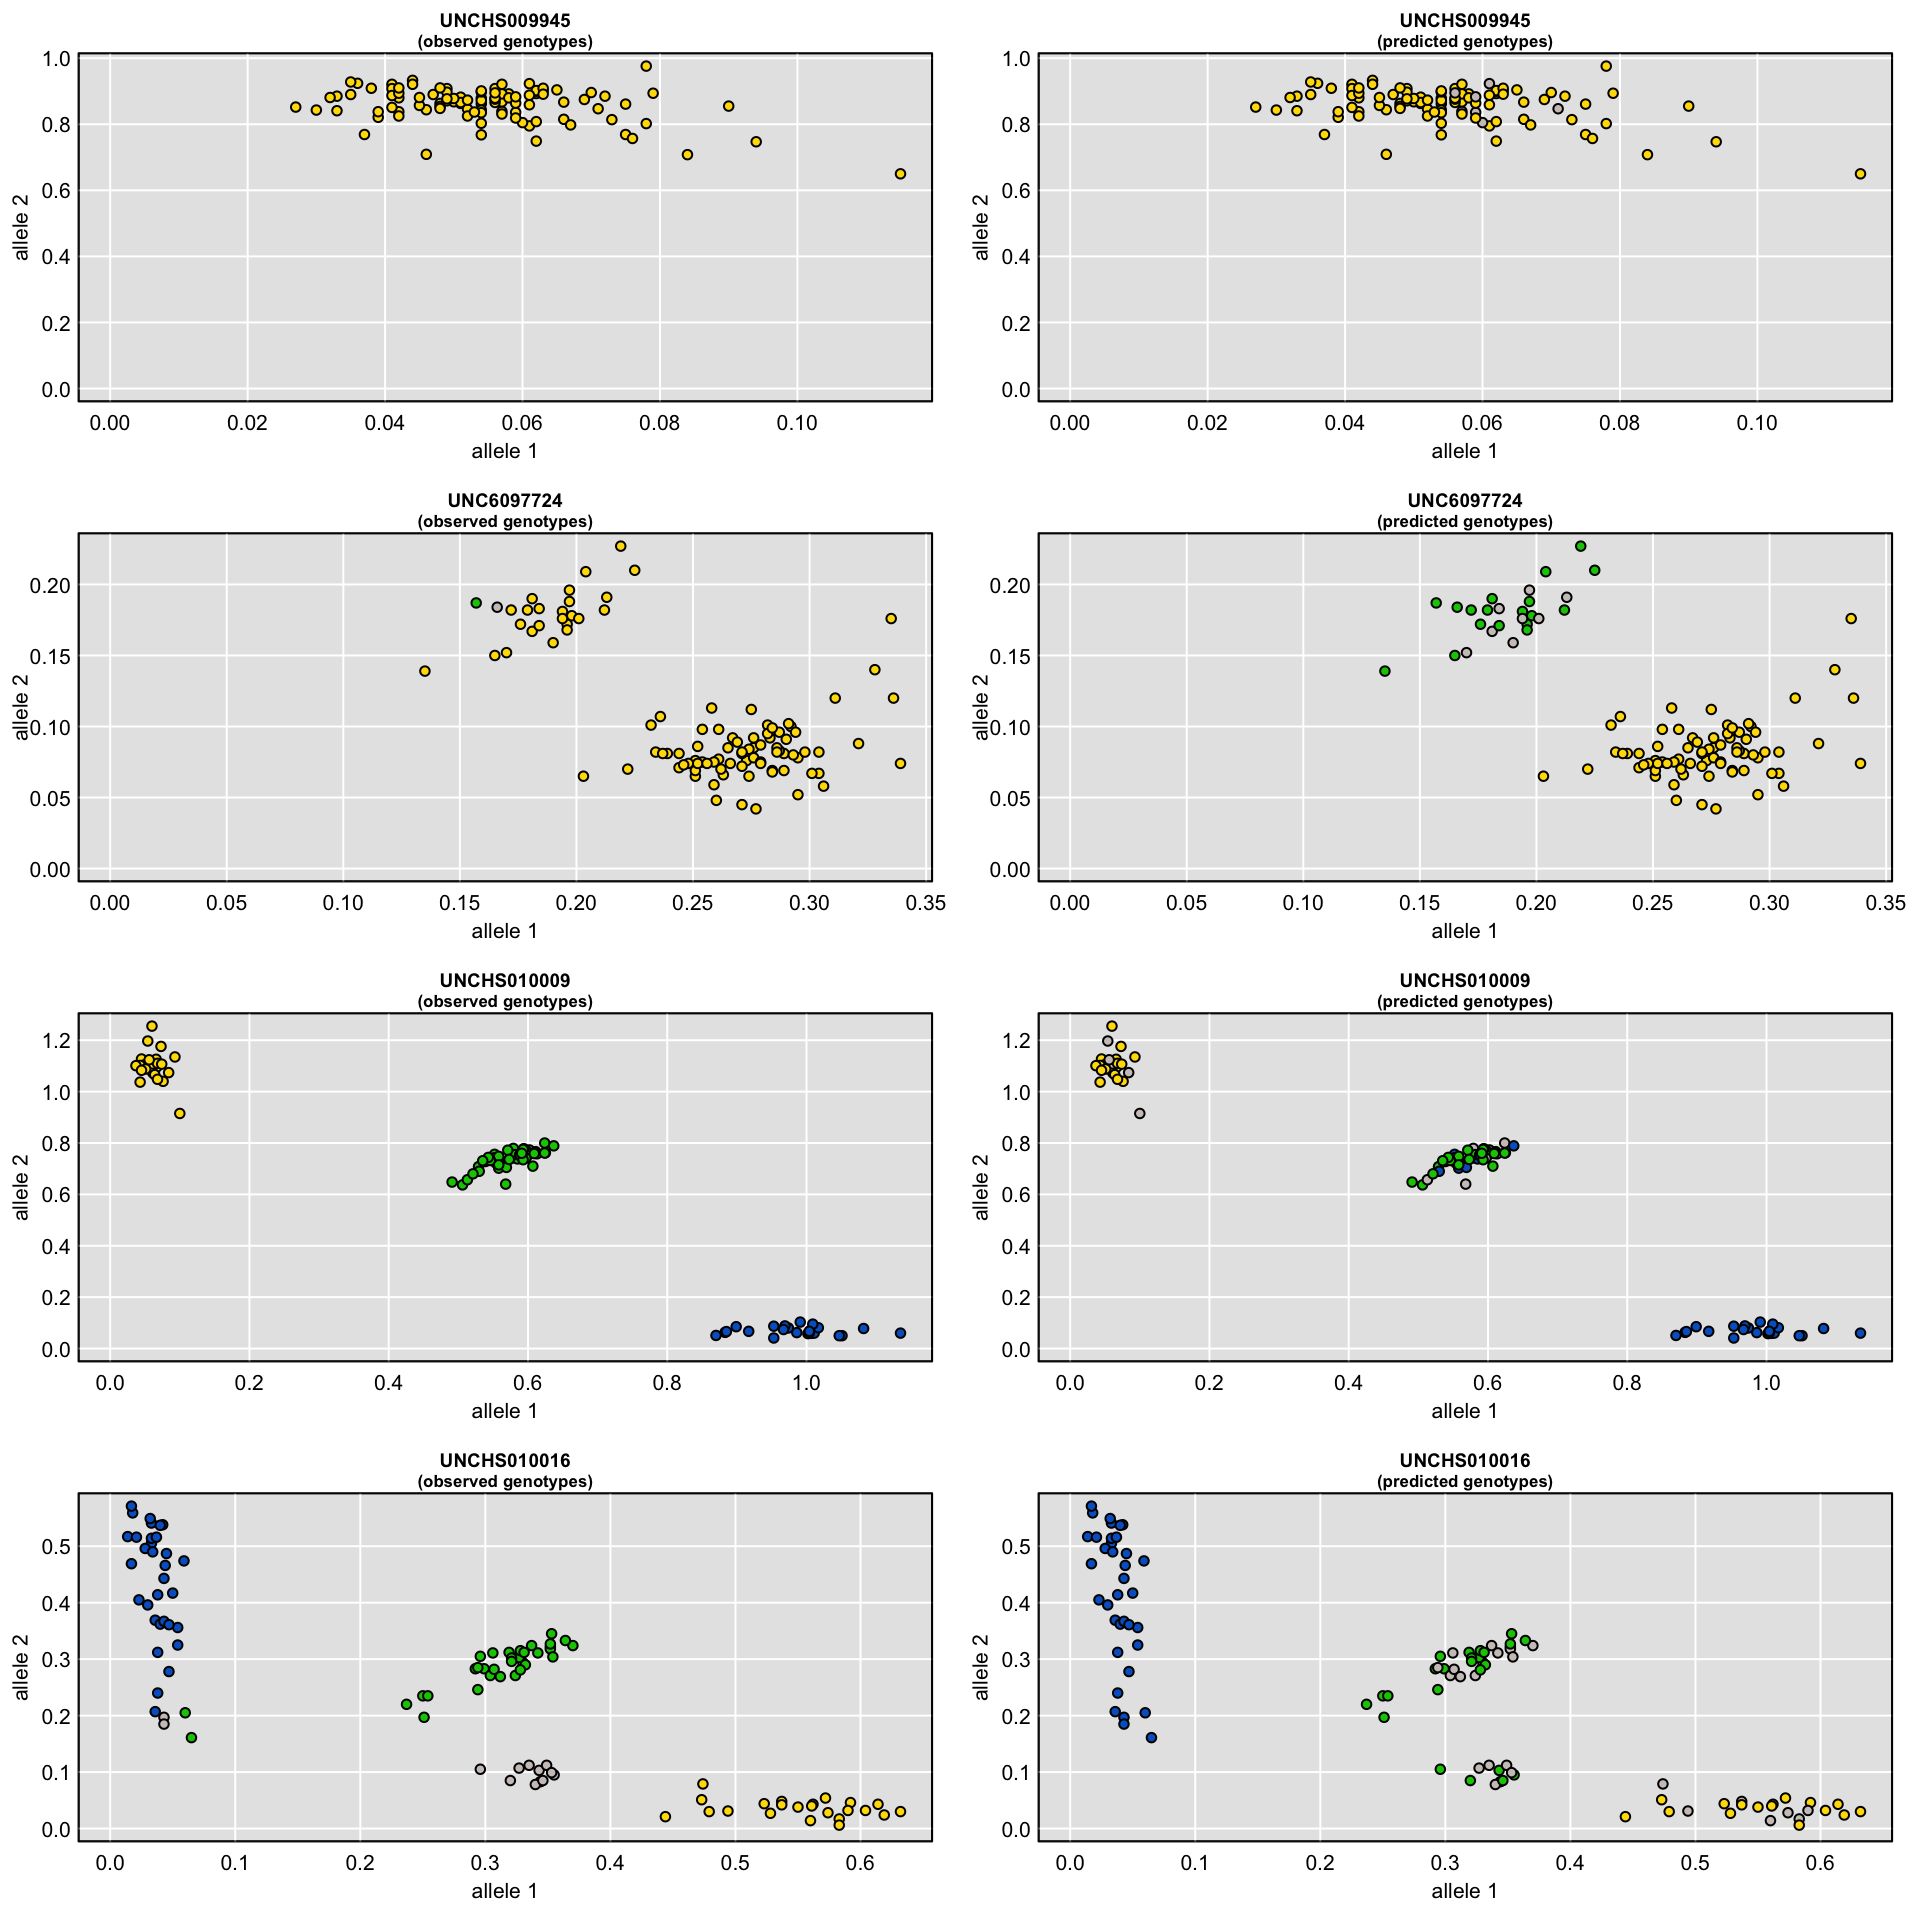 UNCHS009945
(observed genotypes)
1.0
0.8
0.6
0.4
0.2
0.0
allele 2
0.00 0.02 0.04 0.06 0.08 0.10
allele 1
UNCHS009945
(predicted genotypes)
1.0
0.8
0.6
0.4
0.2
0.0
allele 2
0.00 0.02 0.04 0.06 0.08 0.10
allele 1
UNC6097724
(observed genotypes)
0.20
0.15
0.10
0.05
0.00
allele 2
0.00 0.05 0.10 0.15 0.20 0.25 0.30 0.35
allele 1
UNC6097724
(predicted genotypes)
0.20
0.15
0.10
0.05
0.00
allele 2
0.00 0.05 0.10 0.15 0.20 0.25 0.30 0.35
allele 1
UNCHS010009
(observed genotypes)
1.2
1.0
0.8
0.6
0.4
0.2
0.0
allele 2
0.0 0.2 0.4 0.6 0.8 1.0
allele 1
UNCHS010009
(predicted genotypes)
1.2
1.0
0.8
0.6
0.4
0.2
0.0
allele 2
0.0 0.2 0.4 0.6 0.8 1.0
allele 1
UNCHS010016
(observed genotypes)
0.5
0.4
0.3
0.2
0.1
0.0
allele 2
0.0 0.1 0.2 0.3 0.4 0.5 0.6
allele 1
UNCHS010016
(predicted genotypes)
0.5
0.4
0.3
0.2
0.1
0.0
allele 2
0.0 0.1 0.2 0.3 0.4 0.5 0.6
allele 1